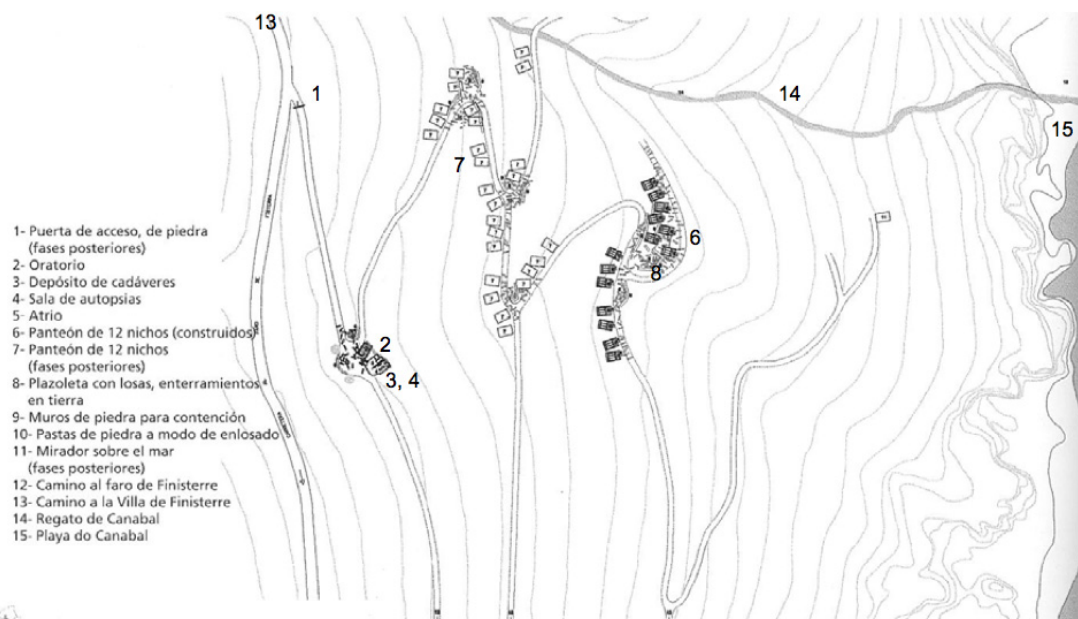 13
1
14
15
7
6
8
2
3, 4
1- Puerta de acceso, de piedra
(fases posteriores)
2- Oratorio
3- Depósito de cadáveres
4- Sala de autopsias
5- Atrio
6- Panteón de 12 nichos (construidos)
7- Panteón de 12 nichos
(fases posteriores)
8- Plazoleta con losas, enterramientos
en tierra
9- Muros de piedra para contención
10- Pastas de piedra a modo de enlosado
11- Mirador sobre el mar
(fases posteriores)
12- Camino al faro de Finisterre
13- Camino a la Villa de Finisterre
14- Regato de Canabal
15- Playa do Canabal